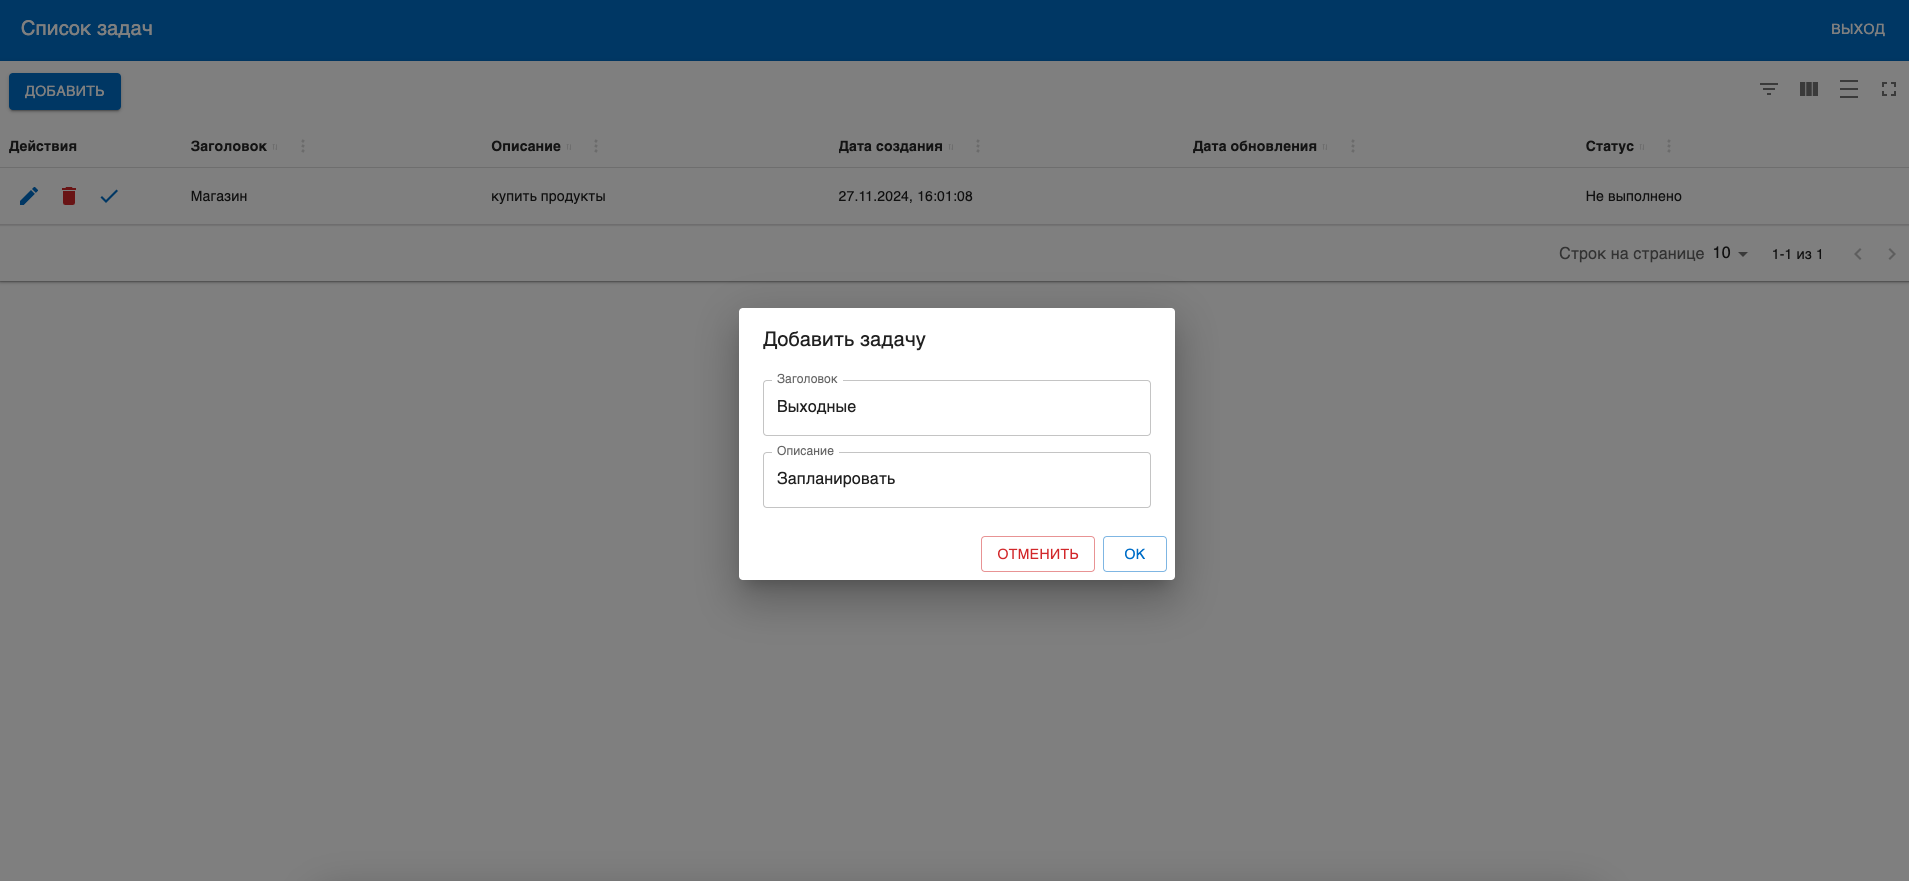 Список задач
ВЫХОД
ДОБАВИТЬ
Действия Заголовок Описание Дата создания Дата обновления Статус
Магазин купить продукты 27.11.2024, 16:01:08 Не выполнено
Строк на странице 10 1-1 из 1
Добавить задачу
Заголовок
Выходные
Описание
Запланировать
ОТМЕНИТЬ ОК